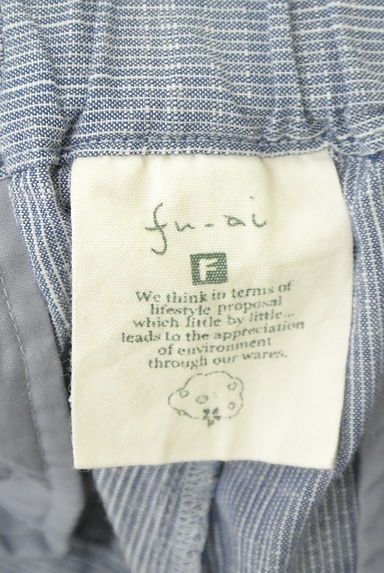 fu-ai
F
We think in terms of
lifestyle proposal
which little by little...
leads to the appreciation
of environment
through our wares.